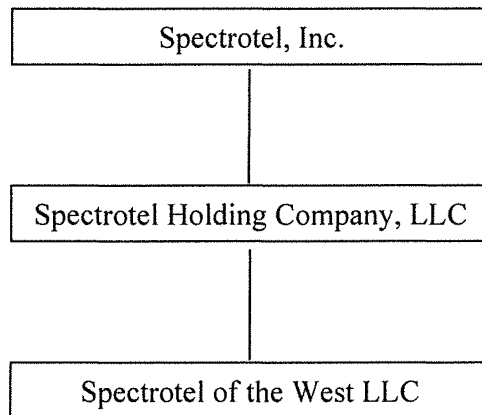 Spectrotel, Inc.
Spectrotel Holding Company, LLC
Spectrotel of the West LLC